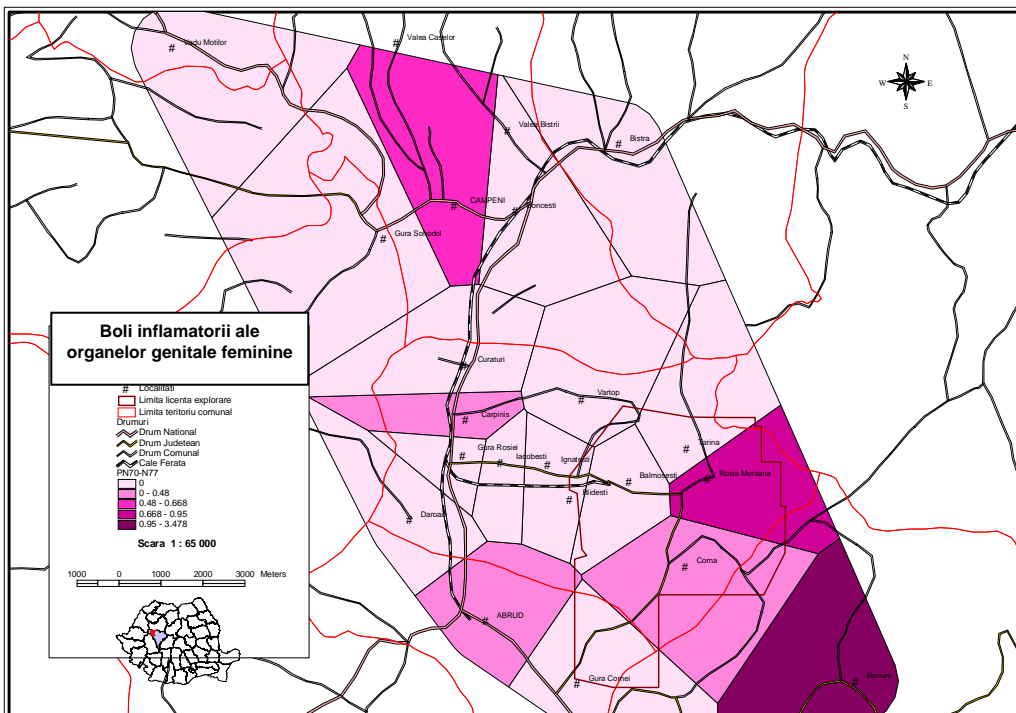 Vadu Motilor
Valea Caselor
N
W E
S
Valea Bistrii
Bistra
CAMPENI
Boncesti
Gura Sohodol
Boli inflamatorii ale
organelor genitale feminine
# Localitati
Limita licenta explorare
Limita teritoriu comunal
Drumuri
Drum National
Drum Judetean
Drum Comunal
Cale Ferata
PN70-N77
0
0 - 0.48
0.48 - 0.668
0.668 - 0.95
0.95 - 3.478
Scara 1 : 65 000
1000 0 1000 2000 3000 Meters
Curaturi
Vartop
Carpinis
Tarina
Gura Rosiei
Iacobesti
Ignatesti
Balmosesti
Rosia Montana
Blidesti
Daroaia
Corna
ABRUD
Gura Cornei
Bucium